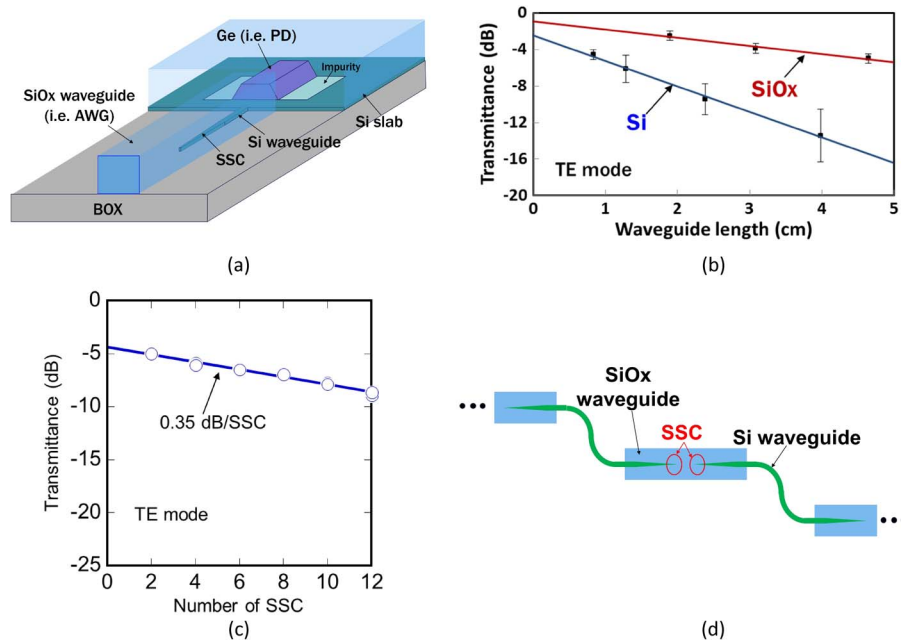 Ge (i.e. PD)
Impurity
SiOx waveguide
(i.e. AWG)
Si slab
Si waveguide
SSC
BOX
(a)
0
-4
-8
-12
-16
-20
Transmittance (dB)
SiOx
Si
TE mode
0 1 2 3 4 5
Waveguide length (cm)
(b)
0
-5
-10
-15
-20
-25
Transmittance (dB)
0.35 dB/SSC
TE mode
0 2 4 6 8 10 12
Number of SSC
(c)
SiOx
waveguide
SSC
Si waveguide
(d)